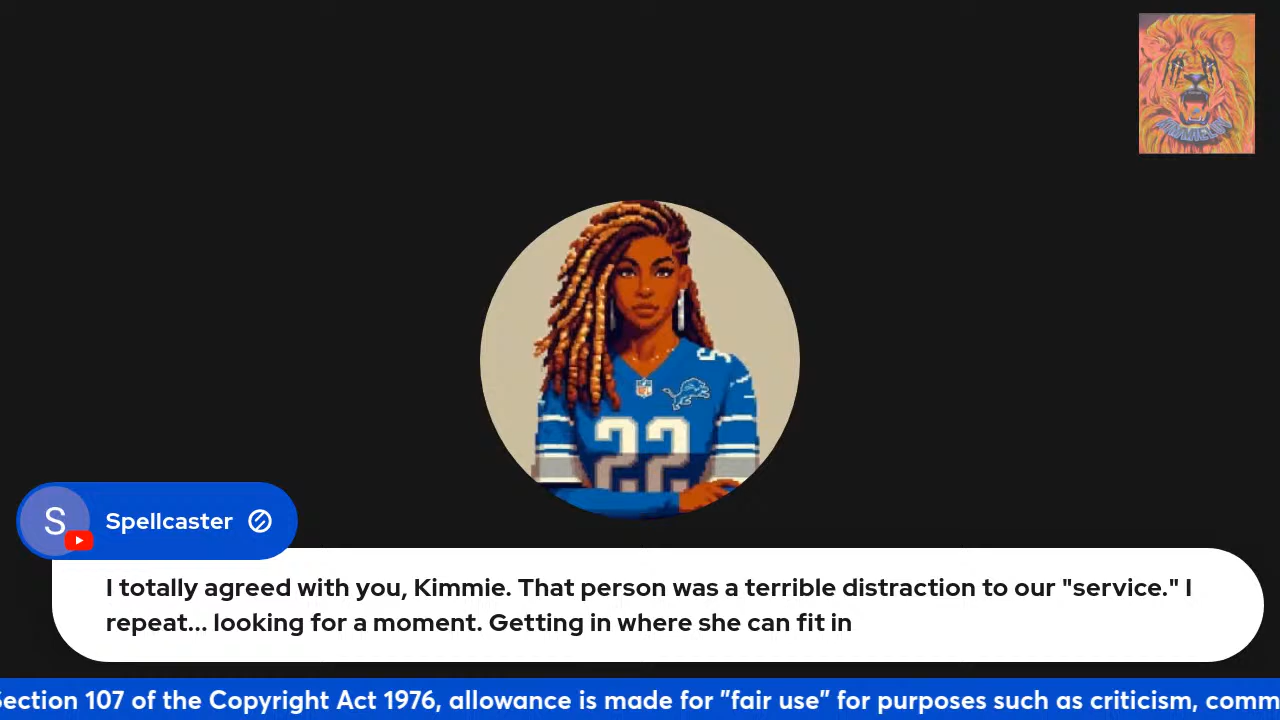 22
S
Spellcaster
I totally agreed with you, Kimmie. That person was a terrible distraction to our "service." I
repeat... looking for a moment. Getting in where she can fit in
Section 107 of the Copyright Act 1976, allowance is made for "fair use" for purposes such as criticism, comm